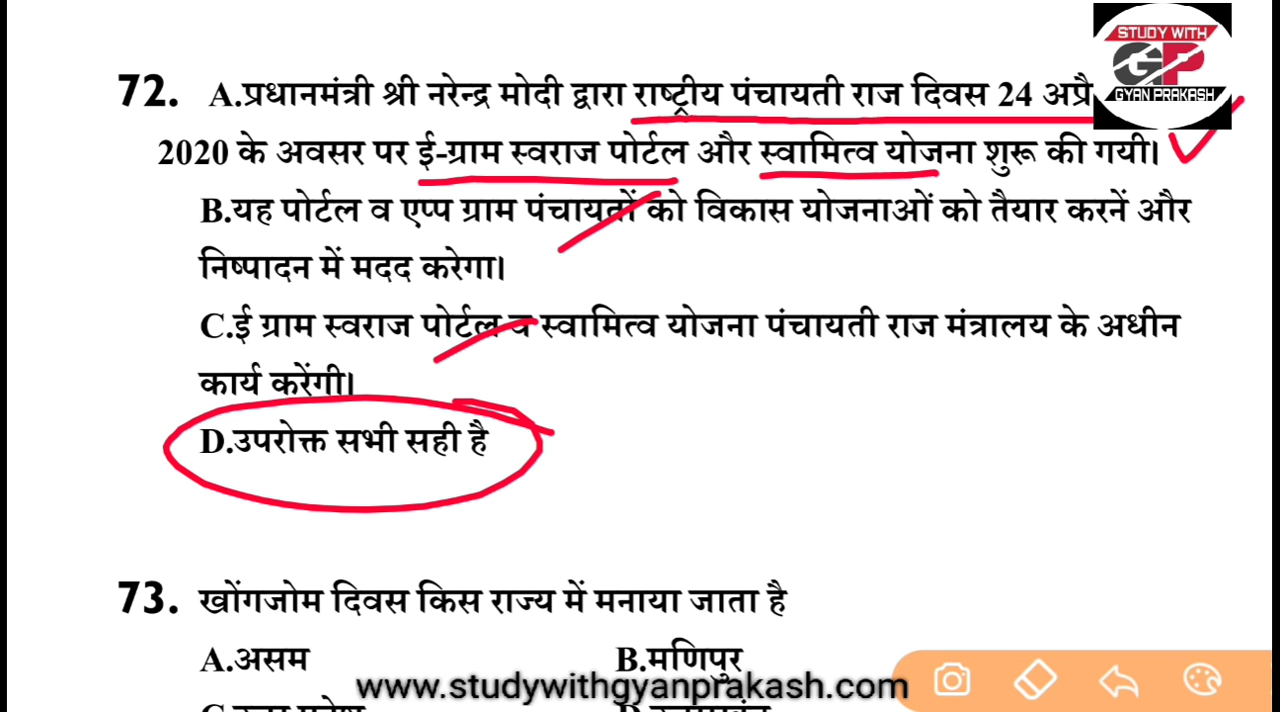 STUDY WITH
GP
GYAN PRAKASH
72. A.प्रधानमंत्री श्री नरेन्द्र मोदी द्वारा राष्ट्रीय पंचायती राज दिवस 24
2020 के अवसर पर ई-ग्राम स्वराज पोर्टल और स्वामित्व योजना शुरू की गयी।
B.यह पोर्टल व एप्प ग्राम पंचायतों को विकास योजनाओं को तैयार करनें और
निष्पादन में मदद करेगा।
C.ई ग्राम स्वराज पोर्टल व स्वामित्व योजना पंचायती राज मंत्रालय के अधीन
कार्य करेंगी।
D.उपरोक्त सभी सही है
73. खोंगजोम दिवस किस राज्य में मनाया जाता है
A.असम B.मणिपुर
www.studywithgyanprakash.com